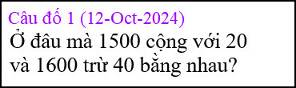 Câu đố 1 (12-Oct-2024)
Ở đâu mà 1500 cộng với 20
và 1600 trừ 40 bằng nhau?